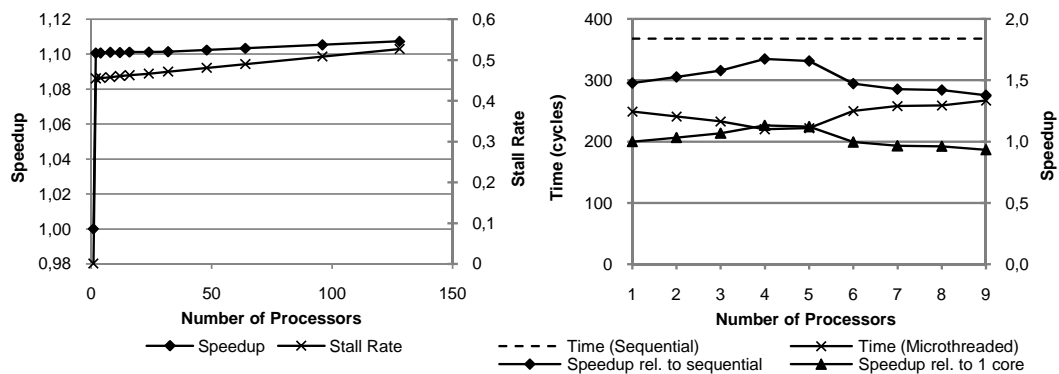 1,12
1,10
1,08
1,06
1,04
1,02
1,00
0,98
Speedup
0,6
0,5
0,4
0,3
0,2
0,1
0
Stall Rate
0 50 100 150
Number of Processors
Speedup Stall Rate
400
300
200
100
0
Time (cycles)
2,0
1,5
1,0
0,5
0,0
Speedup
1 2 3 4 5 6 7 8 9
Number of Processors
Time (Sequential) Time (Microthreaded)
Speedup rel. to sequential Speedup rel. to 1 core